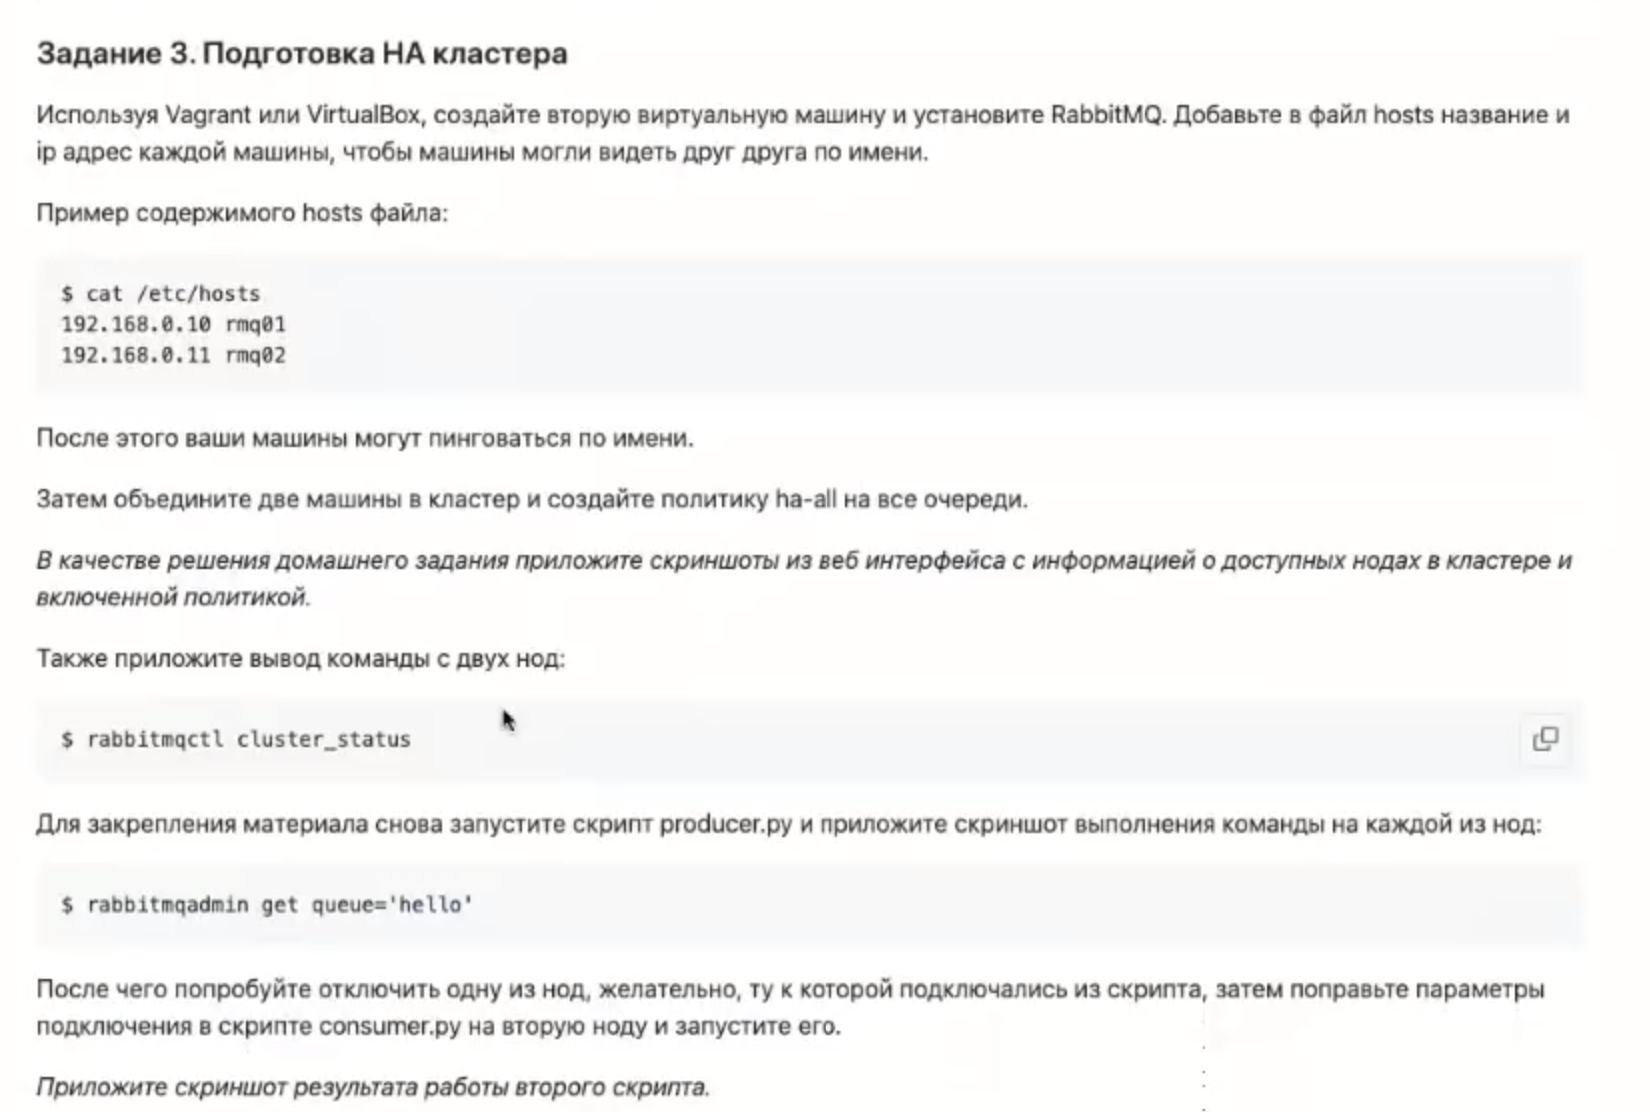 Задание 3. Подготовка HA кластера
Используя Vagrant или VirtualBox, создайте вторую виртуальную машину и установите RabbitMQ. Добавьте в файл hosts название и
ip адрес каждой машины, чтобы машины могли видеть друг друга по имени.
Пример содержимого hosts файла:
$ cat /etc/hosts
192.168.0.10 rmq01
192.168.0.11 rmq02
После этого ваши машины могут пинговаться по имени.
Затем объедините две машины в кластер и создайте политику ha-all на все очереди.
В качестве решения домашнего задания приложите скриншоты из веб интерфейса с информацией о доступных нодах в кластере и
включенной политикой.
Также приложите вывод команды с двух нод:
$ rabbitmqctl cluster_status
Для закрепления материала снова запустите скрипт producer.py и приложите скриншот выполнения команды на каждой из нод:
$ rabbitmqadmin get queue='hello'
После чего попробуйте отключить одну из нод, желательно, ту к которой подключались из скрипта, затем поправьте параметры
подключения в скрипте consumer.py на вторую ноду и запустите его.
Приложите скриншот результата работы второго скрипта.